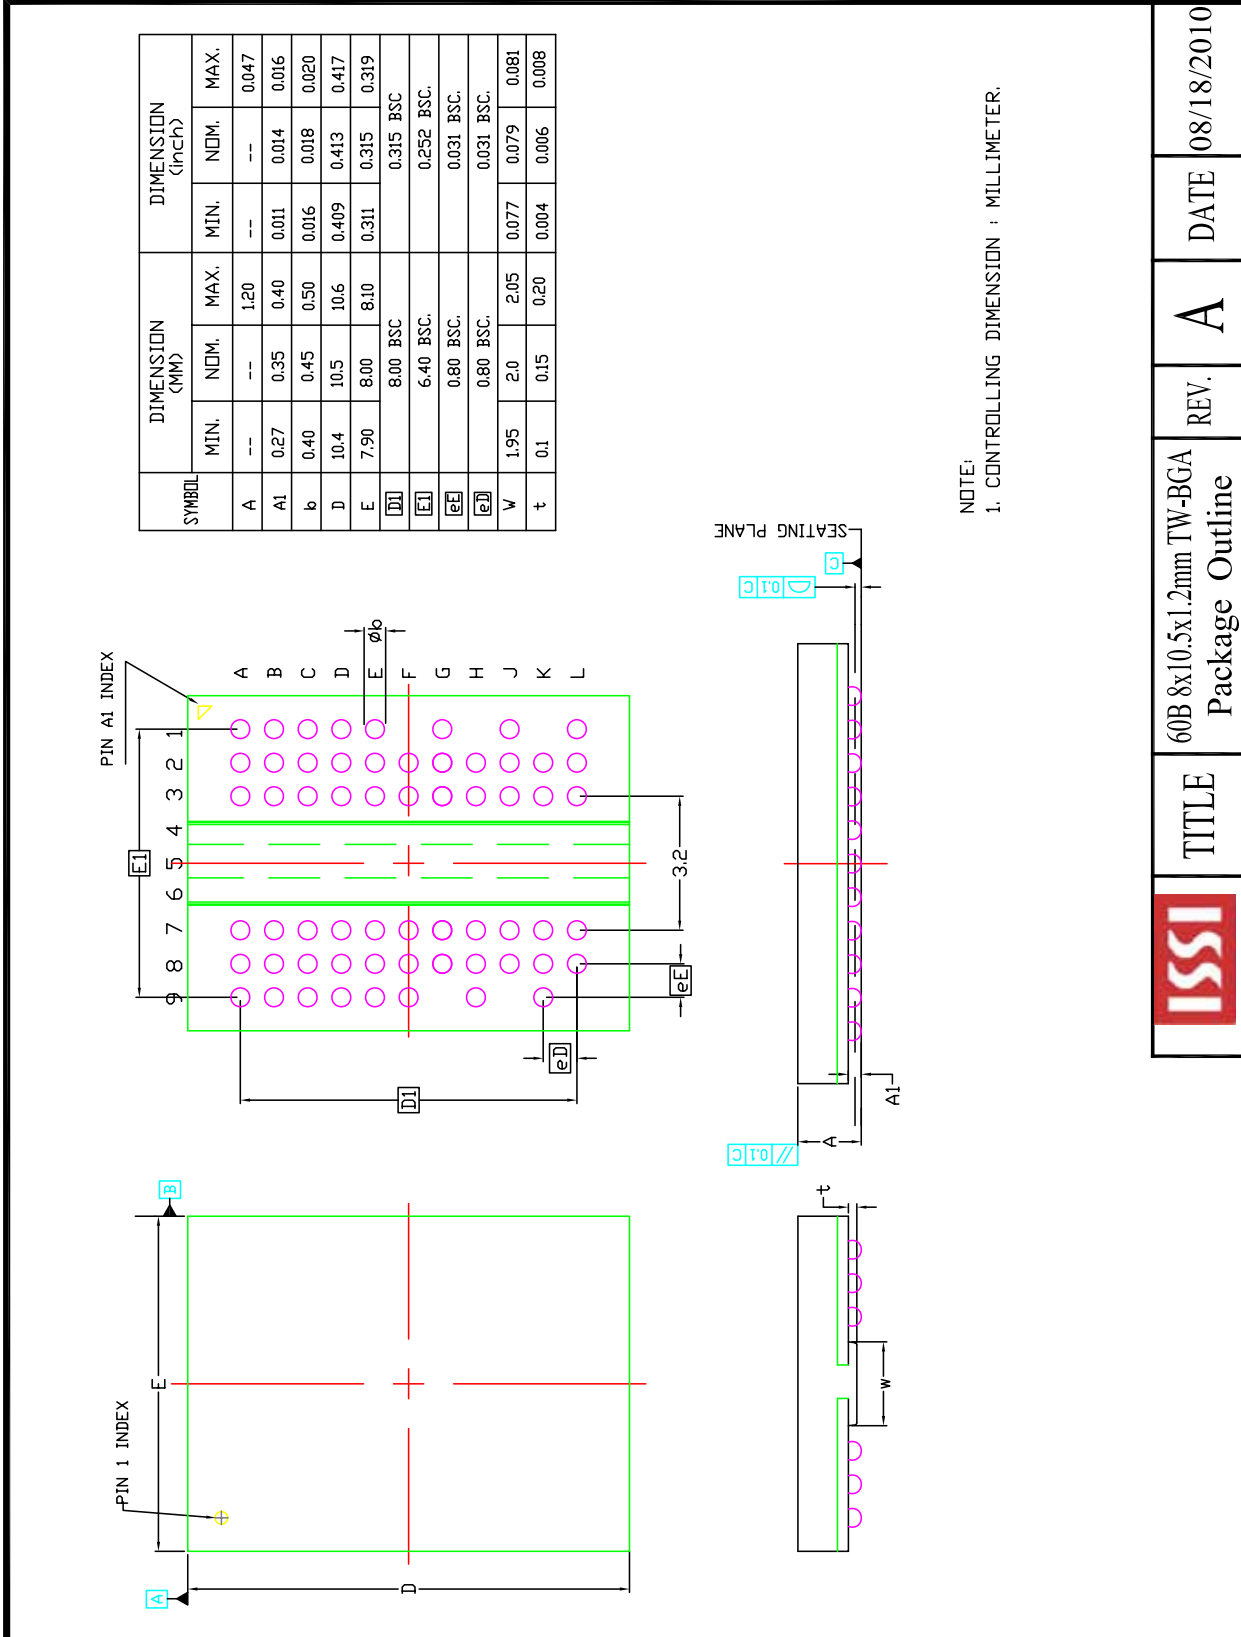 SYMBOL DIMENSION (MM) DIMENSION (inch)
MIN. NOM. MAX. MIN. NOM. MAX.
A -- -- 1.20 -- -- 0.047
A1 0.27 0.35 0.40 0.011 0.014 0.016
b 0.40 0.45 0.50 0.016 0.018 0.020
D 10.4 10.5 10.6 0.409 0.413 0.417
E 7.90 8.00 8.10 0.311 0.315 0.319
D1 8.00 BSC 0.315 BSC
E1 6.40 BSC. 0.252 BSC.
eE 0.80 BSC. 0.031 BSC.
eD 0.80 BSC. 0.031 BSC.
W 1.95 2.0 2.05 0.077 0.079 0.081
t 0.1 0.15 0.20 0.004 0.006 0.008
PIN 1 INDEX
E
B
A
D
PIN A1 INDEX
E1
9 8 7 6 5 4 3 2 1
A
B
C
D
E
F
G
H
J
K
L
øb
3.2
eE
eD
D1
SEATING PLANE
C
0.1 C
// 0.1 C
A
A1
t
w
NOTE:
1. CONTROLLING DIMENSION : MILLIMETER.
ISSI
TITLE
60B 8x10.5x1.2mm TW-BGA
Package Outline
REV.
A
DATE
08/18/2010